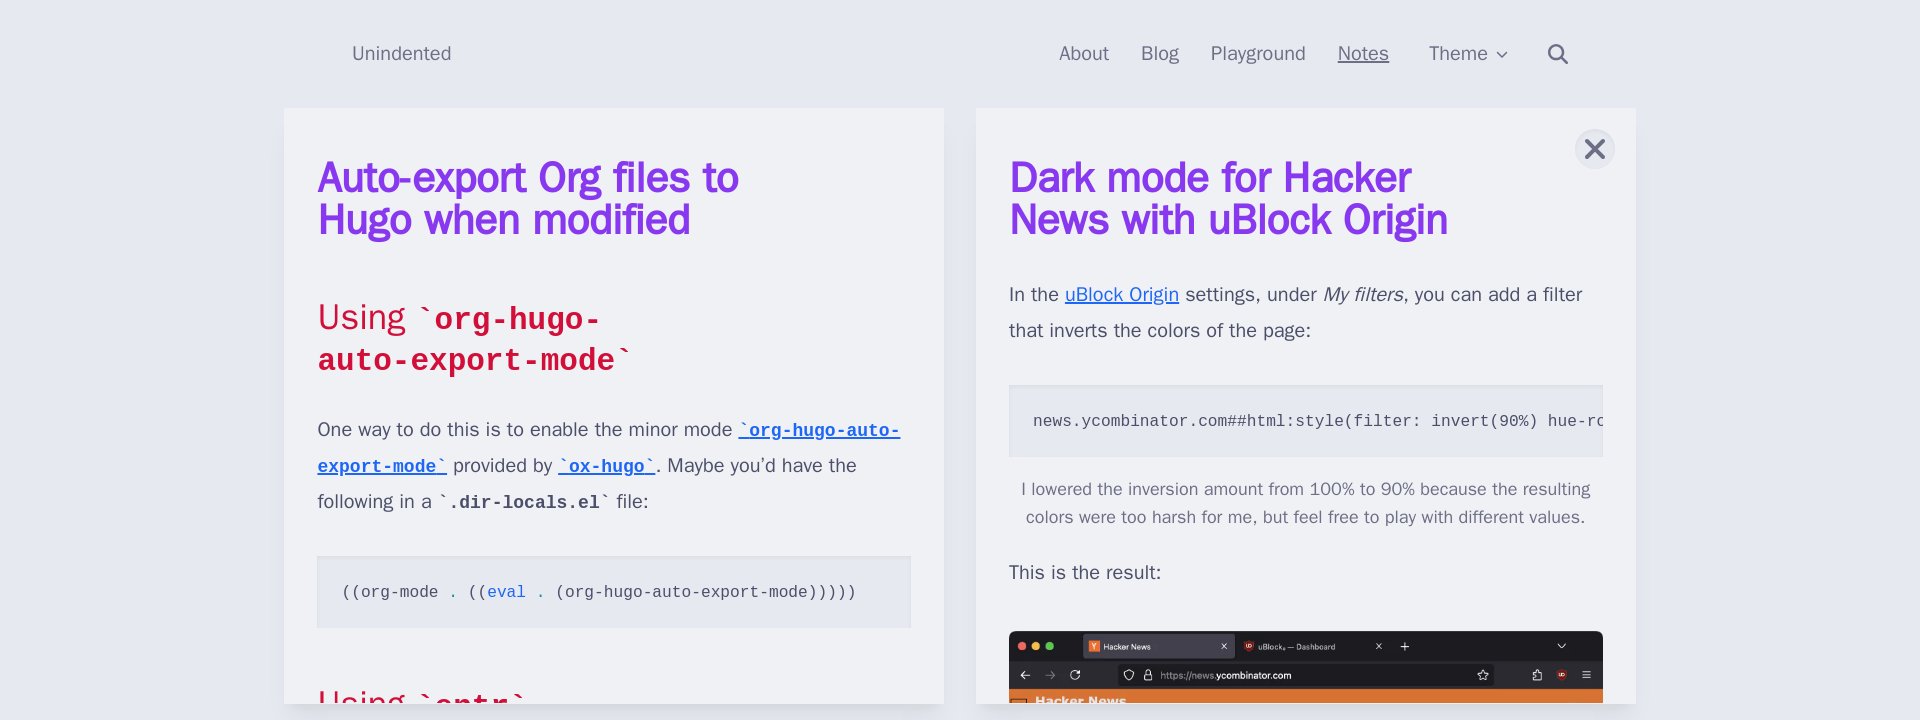 Unindented
About Blog Playground Notes Theme
Auto-export Org files to
Hugo when modified
Using `org-hugo-
auto-export-mode`
One way to do this is to enable the minor mode `org-hugo-auto-
export-mode` provided by `ox-hugo`. Maybe you’d have the
following in a `.dir-locals.el` file:
((org-mode . ((eval . (org-hugo-auto-export-mode)))))
Using `entr`
Dark mode for Hacker
News with uBlock Origin
In the uBlock Origin settings, under My filters, you can add a filter
that inverts the colors of the page:
news.ycombinator.com##html:style(filter: invert(90%) hue-ro
I lowered the inversion amount from 100% to 90% because the resulting
colors were too harsh for me, but feel free to play with different values.
This is the result:
Y Hacker News uBlock₀ — Dashboard
https://news.ycombinator.com
Hacker News